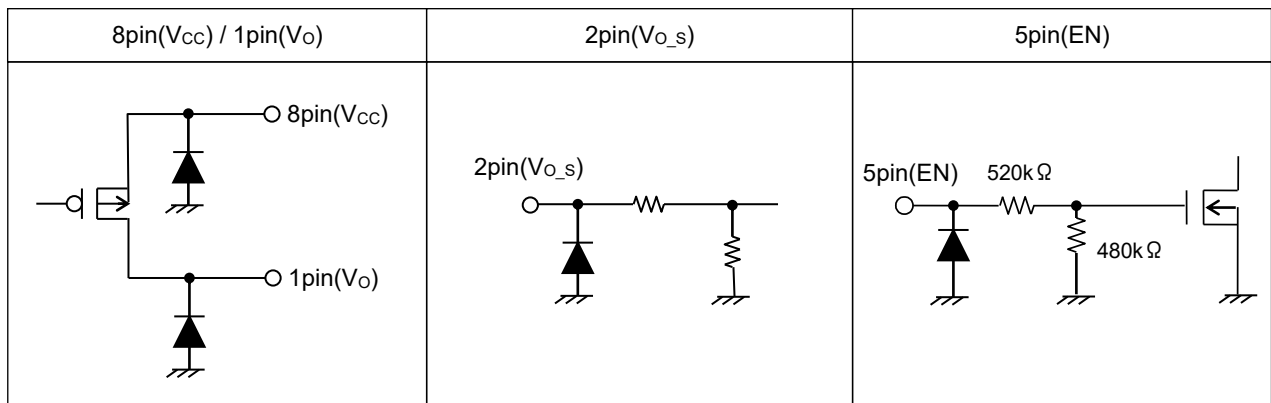 8pin(VCC) / 1pin(VO)
2pin(VO_S)
5pin(EN)
8pin(VCC)
1pin(VO)
2pin(VO_S)
5pin(EN)
520kΩ
480kΩ